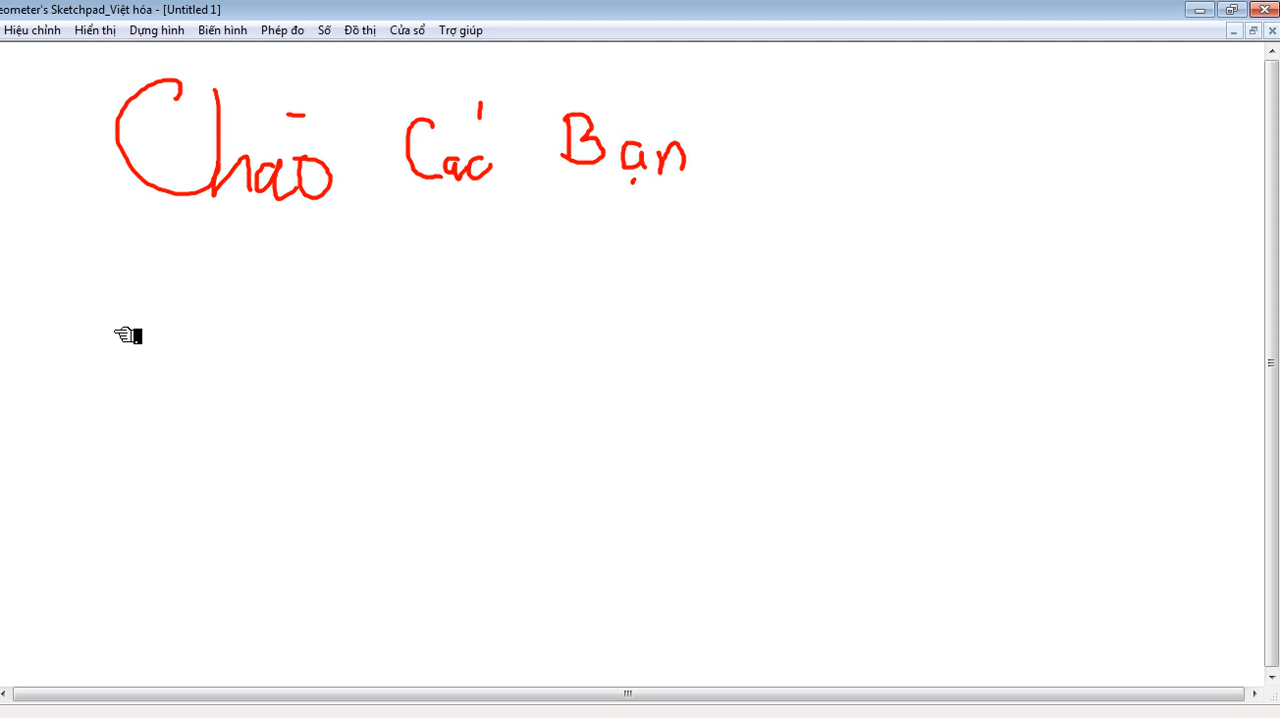 eometer's Sketchpad_Việt hóa - [Untitled 1]
Hiệu chỉnh Hiển thị Dựng hình Biến hình Phép đo Số Đồ thị Cửa sổ Trợ giúp
Chào Các Bạn